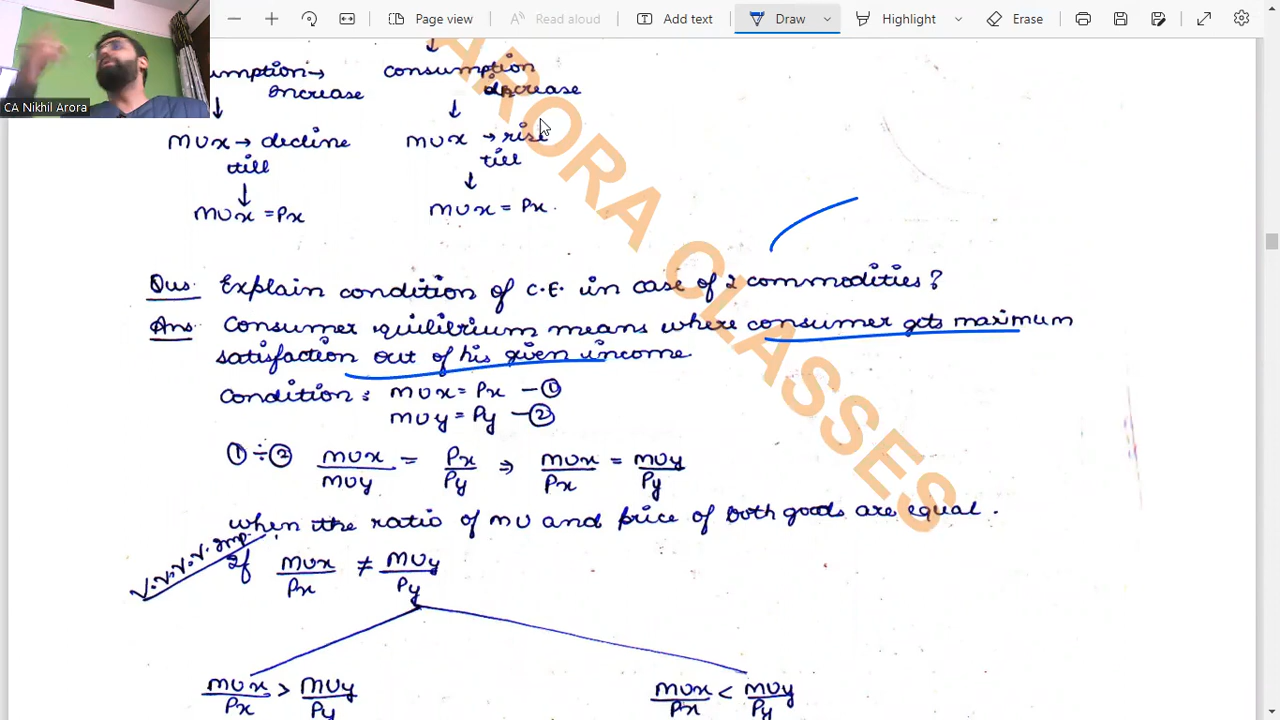 Page view
Read aloud
Add text
Draw
Highlight
Erase
CA Nikhil Arora
umption→ Increase
consumption decrease
MUx → decline till
MUx → rise till
MUx = Px
MUx = Px.
Qus. Explain condition of C.E. in case of 2 commodities?
Ans. Consumer quilibrium means where consumer gets maximum
satisfaction out of his given income
Condition: MUx = Px —①
MUy = Py —②
① ÷ ② MUx/MUy = Px/Py ⇒ MUx/Px = MUy/Py
when the ratio of MU and price of both goods are equal.
V.V.V.V. Imp.
If MUx/Px ≠ MUy/Py
MUx/Px > MUy/Py
MUx/Px < MUy/Py
ARORA CLASSES